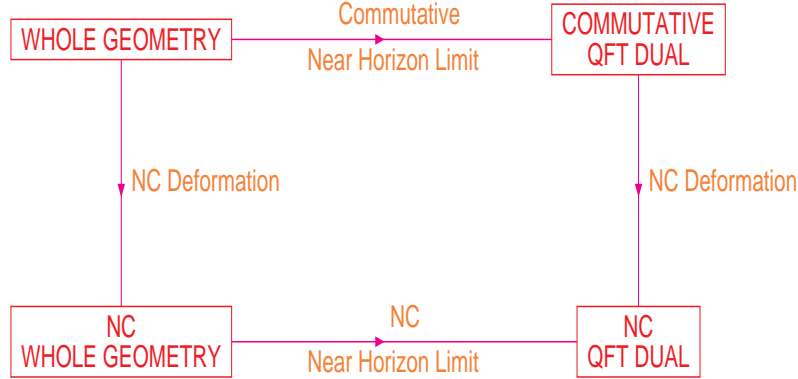 WHOLE GEOMETRY
Commutative
Near Horizon Limit
COMMUTATIVE
QFT DUAL
NC Deformation
NC Deformation
NC
WHOLE GEOMETRY
NC
Near Horizon Limit
NC
QFT DUAL